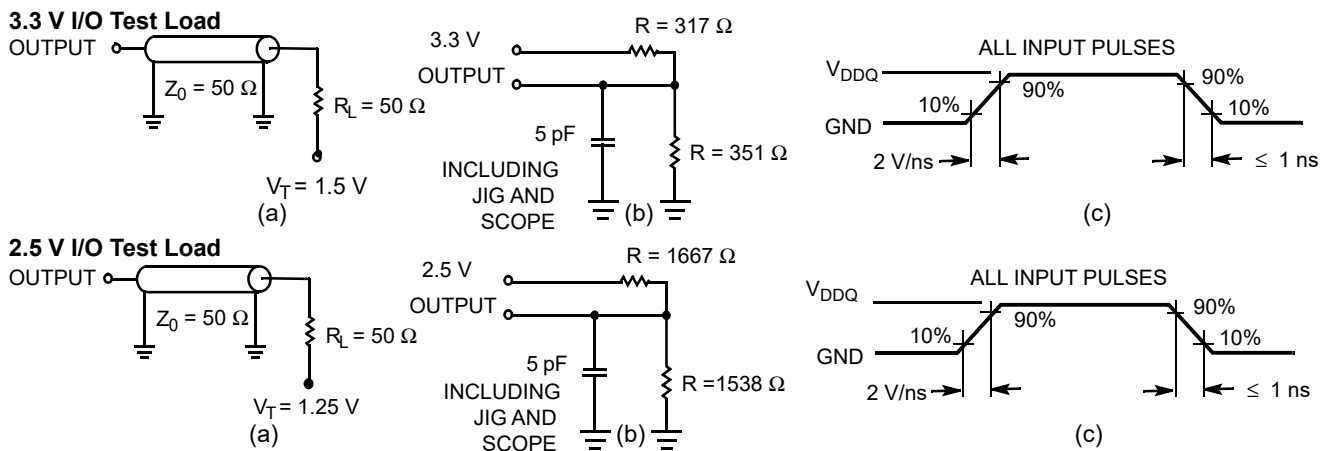 3.3 V I/O Test Load
OUTPUT
Z0 = 50 Ω
RL = 50 Ω
VT = 1.5 V
(a)
3.3 V
R = 317 Ω
OUTPUT
5 pF
R = 351 Ω
INCLUDING
JIG AND
SCOPE
(b)
ALL INPUT PULSES
VDDQ
GND
10%
90%
90%
10%
2 V/ns
≤ 1 ns
(c)
2.5 V I/O Test Load
OUTPUT
Z0 = 50 Ω
RL = 50 Ω
VT = 1.25 V
(a)
2.5 V
R = 1667 Ω
OUTPUT
5 pF
R =1538 Ω
INCLUDING
JIG AND
SCOPE
(b)
ALL INPUT PULSES
VDDQ
GND
10%
90%
90%
10%
2 V/ns
≤ 1 ns
(c)